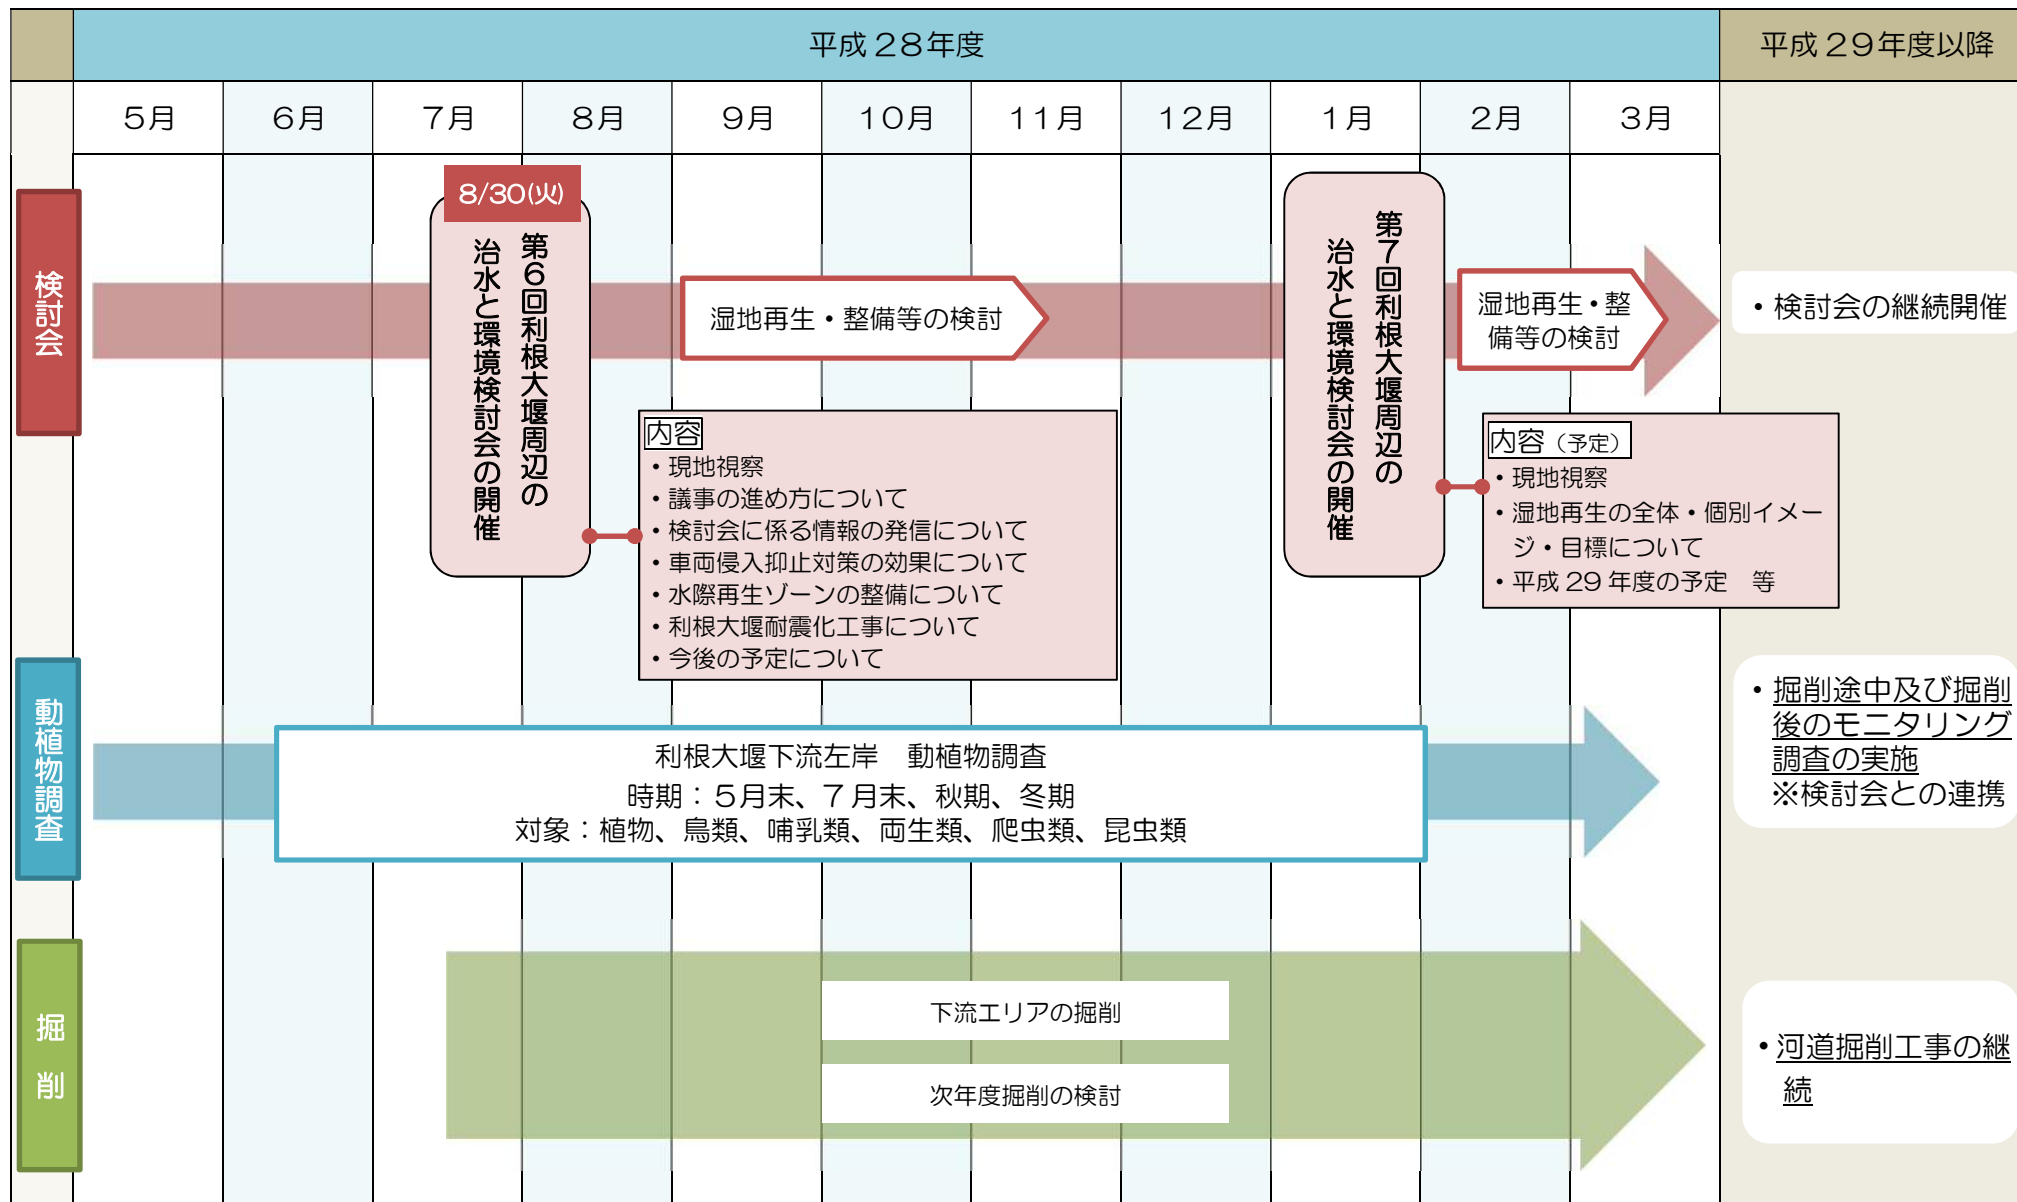 平成28年度
平成29年度以降
5月
6月
7月
8月
9月
10月
11月
12月
1月
2月
3月
検討会
8/30(火)
第6回利根大堰周辺の
治水と環境検討会の開催
湿地再生・整備等の検討
第7回利根大堰周辺の
治水と環境検討会の開催
湿地再生・整
備等の検討
・検討会の継続開催
内容
・現地視察
・議事の進め方について
・検討会に係る情報の発信について
・車両侵入抑止対策の効果について
・水際再生ゾーンの整備について
・利根大堰耐震化工事について
・今後の予定について
内容（予定）
・現地視察
・湿地再生の全体・個別イメー
ジ・目標について
・平成29年度の予定　等
動植物調査
利根大堰下流左岸　動植物調査
時期：5月末、7月末、秋期、冬期
対象：植物、鳥類、哺乳類、両生類、爬虫類、昆虫類
・掘削途中及び掘削
後のモニタリング
調査の実施
※検討会との連携
掘削
下流エリアの掘削
次年度掘削の検討
・河道掘削工事の継
続